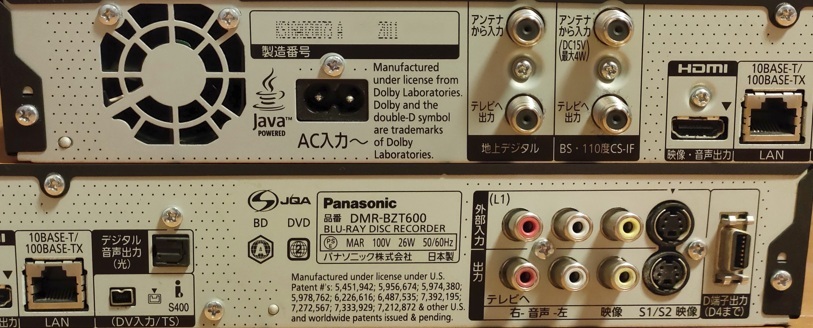 2011
製造番号
Java™
POWERED
AC入力～
Manufactured
under license from
Dolby Laboratories.
Dolby and the
double-D symbol
are trademarks
of Dolby
Laboratories.
アンテナ
から入力
テレビへ
出力
地上デジタル
アンテナ
から入力
(DC15V
最大4W)
テレビへ
出力
BS・110度CS-IF
HDMI
映像・音声出力
10BASE-T/
100BASE-TX
LAN
10BASE-T/
100BASE-TX
LAN
デジタル
音声出力
(光)
i
S400
(DV入力/TS)
JQA
BD DVD
A
2
Panasonic
品番 DMR-BZT600
BLU-RAY DISC RECORDER
MAR 100V 26W 50/60Hz
パナソニック株式会社 日本製
Manufactured under license under U.S.
Patent #'s: 5,451,942; 5,956,674; 5,974,380;
5,978,762; 6,226,616; 6,487,535; 7,392,195;
7,272,567; 7,333,929; 7,212,872 & other U.S.
and worldwide patents issued & pending.
(L1)
外部入力
出力
テレビへ
右-音声-左
映像
S1/S2 映像
D端子出力
(D4まで)